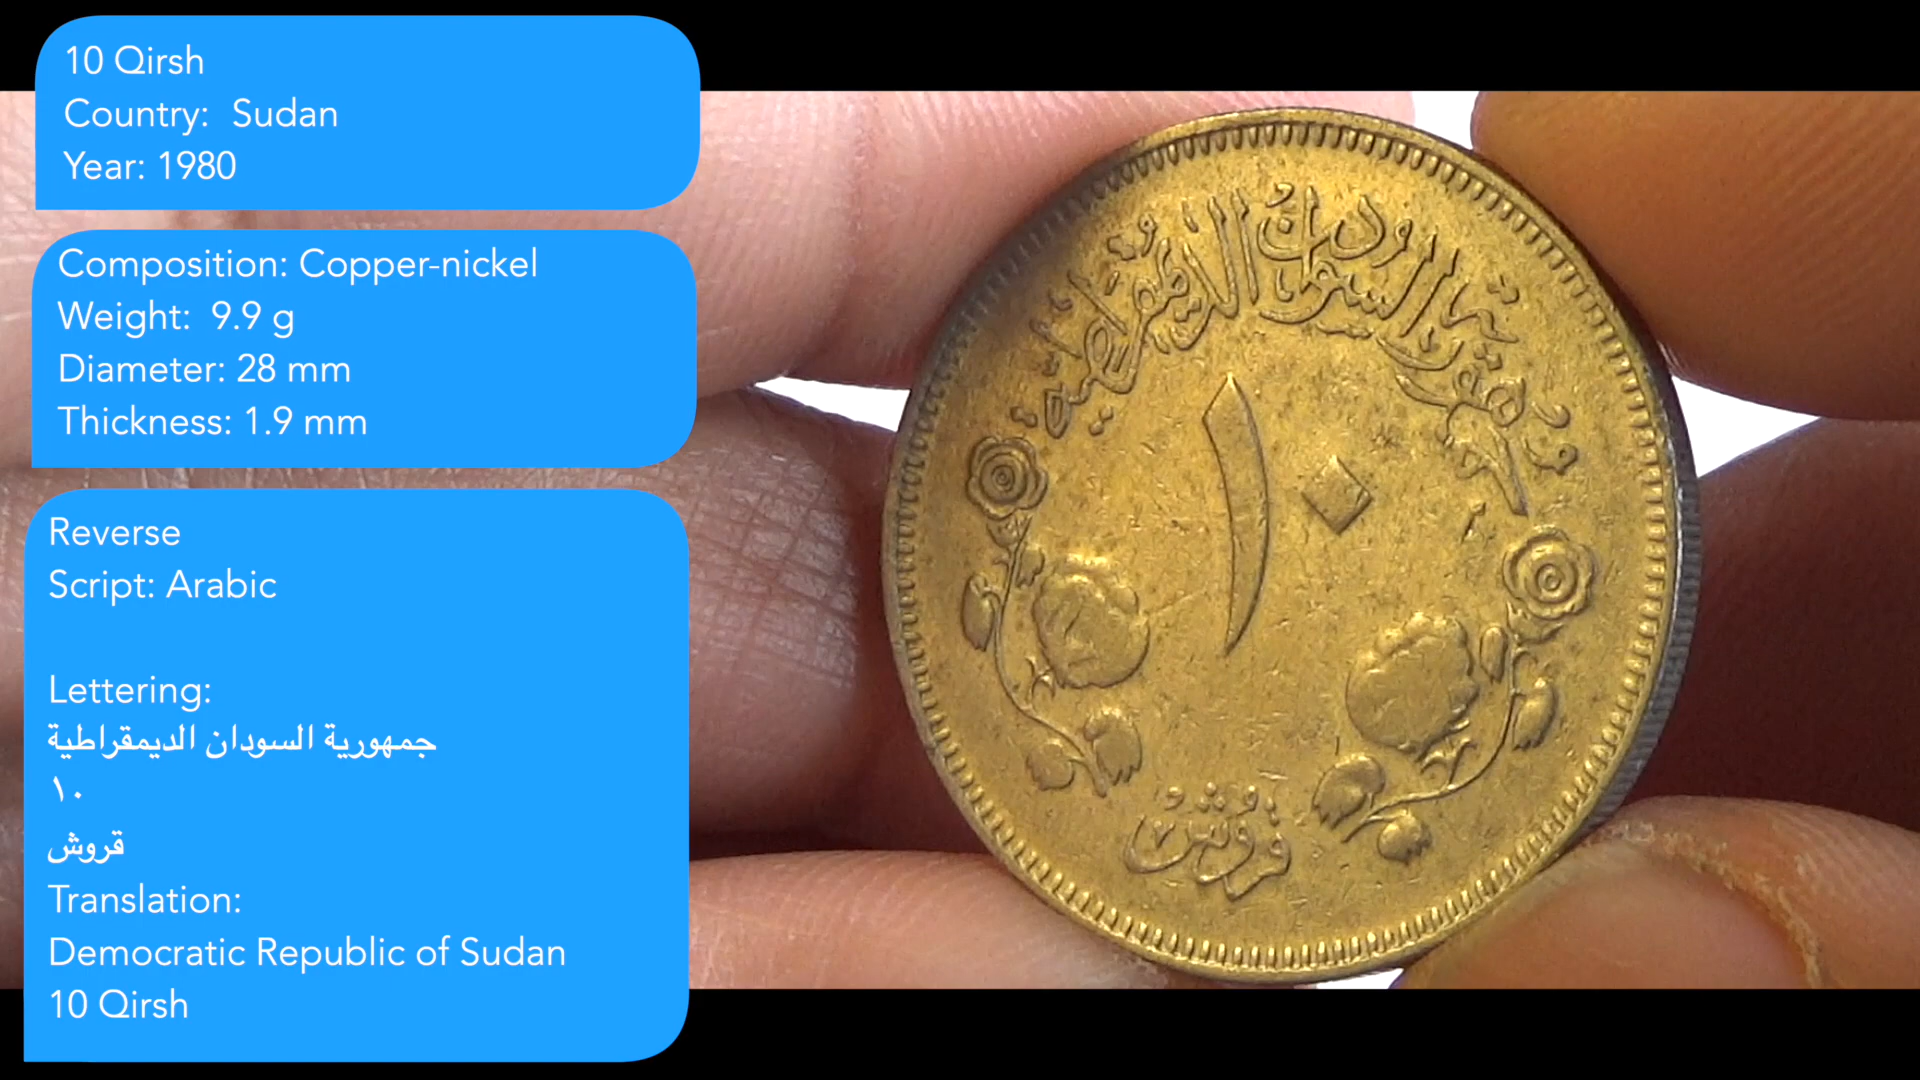 10 Qirsh
Country: Sudan
Year: 1980
Composition: Copper-nickel
Weight: 9.9 g
Diameter: 28 mm
Thickness: 1.9 mm
Reverse
Script: Arabic
Lettering:
جمهورية السودان الديمقراطية
١٠
قروش
Translation:
Democratic Republic of Sudan
10 Qirsh
جمهورية السودان الديمقراطية
١٠
قروش